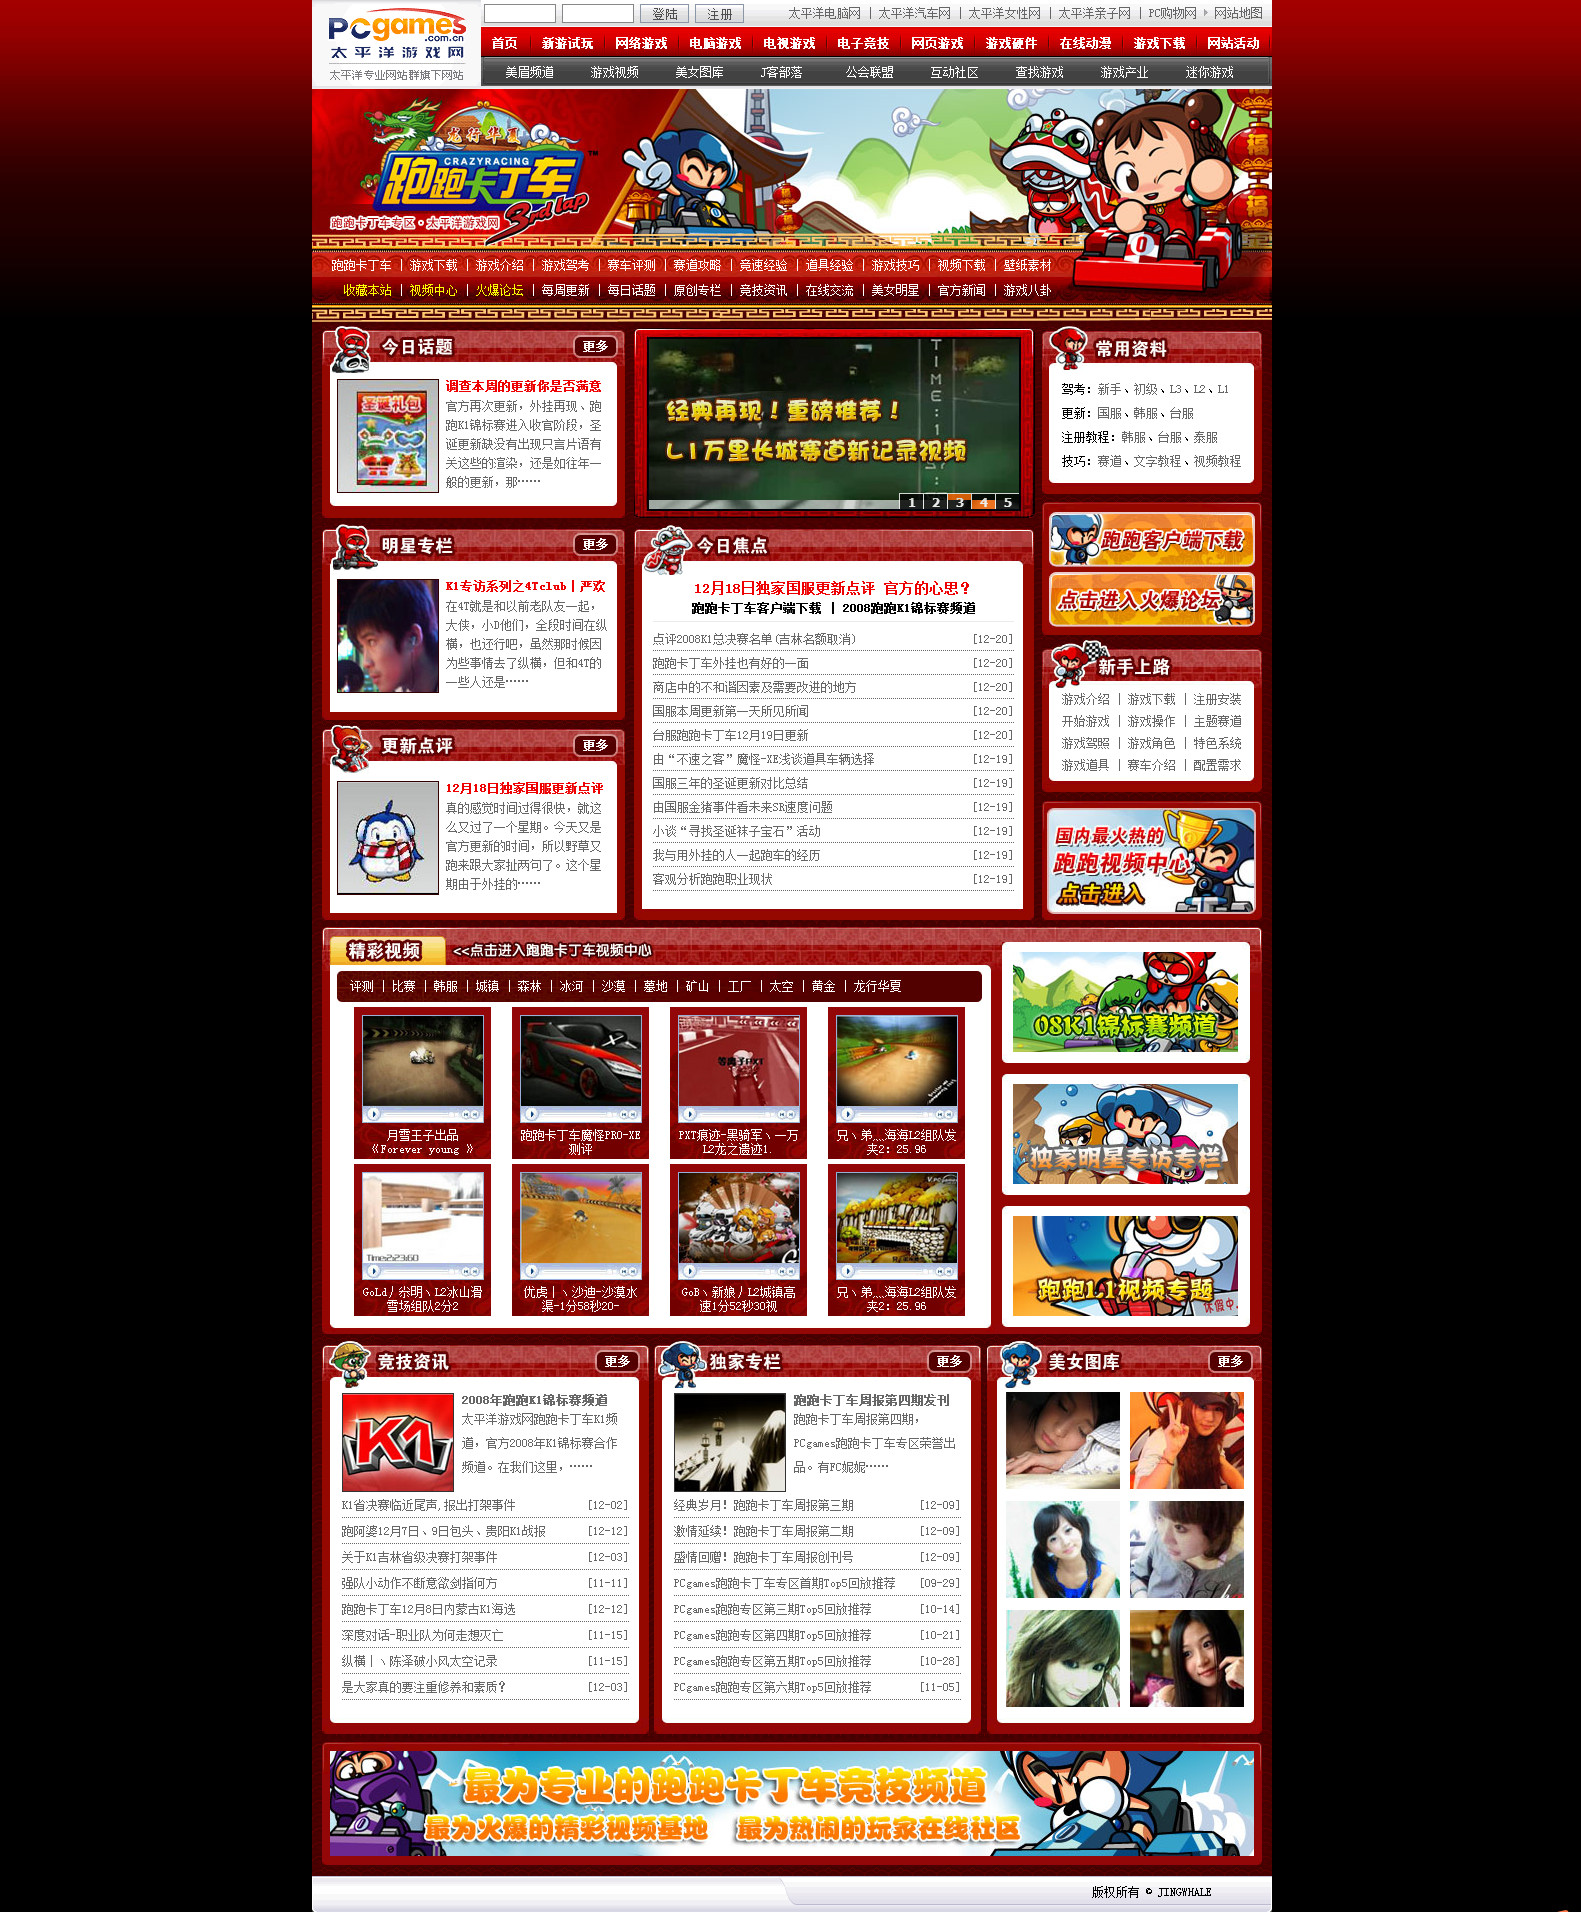 PCgames
.com.cn
太平洋游戏网
太平洋专业网站群旗下网站
登陆 注册 太平洋电脑网 | 太平洋汽车网 | 太平洋女性网 | 太平洋亲子网 | PC购物网 网站地图
首页 新游试玩 网络游戏 电脑游戏 电视游戏 电子竞技 网页游戏 游戏硬件 在线动漫 游戏下载 网站活动
美眉频道 游戏视频 美女图库 J客部落 公会联盟 互动社区 查找游戏 游戏产业 迷你游戏
龙行华夏
CRAZYRACING
跑跑卡丁车
3rd lap
跑跑卡丁车专区·太平洋游戏网
跑跑卡丁车 | 游戏下载 | 游戏介绍 | 游戏驾考 | 赛车评测 | 赛道攻略 | 竞速经验 | 道具经验 | 游戏技巧 | 视频下载 | 壁纸素材
收藏本站 | 视频中心 | 火爆论坛 | 每周更新 | 每日话题 | 原创专栏 | 竞技资讯 | 在线交流 | 美女明星 | 官方新闻 | 游戏八卦
今日话题 更多
圣诞礼包
调查本周的更新你是否满意
官方再次更新，外挂再现、跑
跑K1锦标赛进入收官阶段，圣
诞更新缺没有出现只言片语有
关这些的渲染，还是如往年一
般的更新，那……
明星专栏 更多
K1专访系列之4Tclub丨严欢
在4T就是和以前老队友一起，
大侠，小D他们，全段时间在纵
横，也还行吧，虽然那时候因
为些事情去了纵横，但和4T的
一些人还是……
更新点评 更多
12月18日独家国服更新点评
真的感觉时间过得很快，就这
么又过了一个星期。今天又是
官方更新的时间，所以野草又
跑来跟大家扯两句了。这个星
期由于外挂的……
TIME:
经典再现！重磅推荐！
L1万里长城赛道新记录视频
1 2 3 4 5
今日焦点
12月18日独家国服更新点评 官方的心思？
跑跑卡丁车客户端下载 | 2008跑跑K1锦标赛频道
点评2008K1总决赛名单(吉林名额取消) [12-20]
跑跑卡丁车外挂也有好的一面 [12-20]
商店中的不和谐因素及需要改进的地方 [12-20]
国服本周更新第一天所见所闻 [12-20]
台服跑跑卡丁车12月19日更新 [12-20]
由“不速之客”魔怪-XE浅谈道具车辆选择 [12-19]
国服三年的圣诞更新对比总结 [12-19]
由国服金猪事件看未来SR速度问题 [12-19]
小谈“寻找圣诞袜子宝石”活动 [12-19]
我与用外挂的人一起跑车的经历 [12-19]
客观分析跑跑职业现状 [12-19]
常用资料
驾考：新手、初级、L3、L2、L1
更新：国服、韩服、台服
注册教程：韩服、台服、泰服
技巧：赛道、文字教程、视频教程
跑跑客户端下载
点击进入火爆论坛
新手上路
游戏介绍 | 游戏下载 | 注册安装
开始游戏 | 游戏操作 | 主题赛道
游戏驾照 | 游戏角色 | 特色系统
游戏道具 | 赛车介绍 | 配置需求
国内最火热的
跑跑视频中心
点击进入
精彩视频 <<点击进入跑跑卡丁车视频中心
评测 | 比赛 | 韩服 | 城镇 | 森林 | 冰河 | 沙漠 | 墓地 | 矿山 | 工厂 | 太空 | 黄金 | 龙行华夏
月雪王子出品
《Forever young 》
跑跑卡丁车魔怪PRO-XE
测评
PXT痕迹-黑骑军丶一万
L2龙之遗迹1.
兄丶弟灬海海L2组队发
夹2：25.96
Time:2:23:60
GoLd丿崇明丶L2冰山滑
雪场组队2分2
优虎丨丶沙迪-沙漠水
渠-1分58秒20-
GoB丶新娘丿L2城镇高
速1分52秒30视
兄丶弟灬海海L2组队发
夹2：25.96
08K1锦标赛频道
独家明星专访专栏
跑跑1.1视频专题
休假中
竞技资讯 更多
K1
2008年跑跑K1锦标赛频道
太平洋游戏网跑跑卡丁车K1频
道，官方2008年K1锦标赛合作
频道。在我们这里，……
K1省决赛临近尾声,报出打架事件 [12-02]
跑阿婆12月7日、9日包头、贵阳K1战报 [12-12]
关于K1吉林省级决赛打架事件 [12-03]
强队小动作不断意欲剑指何方 [11-11]
跑跑卡丁车12月8日内蒙古K1海选 [12-12]
深度对话-职业队为何走想灭亡 [11-15]
纵横丨丶陈泽破小风太空记录 [11-15]
是大家真的要注重修养和素质？ [12-03]
独家专栏 更多
跑跑卡丁车周报第四期发刊
跑跑卡丁车周报第四期，
PCgames跑跑卡丁车专区荣誉出
品。有FC妮妮……
经典岁月！跑跑卡丁车周报第三期 [12-09]
激情延续！跑跑卡丁车周报第二期 [12-09]
盛情回赠！跑跑卡丁车周报创刊号 [12-09]
PCgames跑跑卡丁车专区首期Top5回放推荐 [09-29]
PCgames跑跑专区第三期Top5回放推荐 [10-14]
PCgames跑跑专区第四期Top5回放推荐 [10-21]
PCgames跑跑专区第五期Top5回放推荐 [10-28]
PCgames跑跑专区第六期Top5回放推荐 [11-05]
美女图库 更多
最为专业的跑跑卡丁车竞技频道
最为火爆的精彩视频基地 最为热闹的玩家在线社区
版权所有 © JINGWHALE